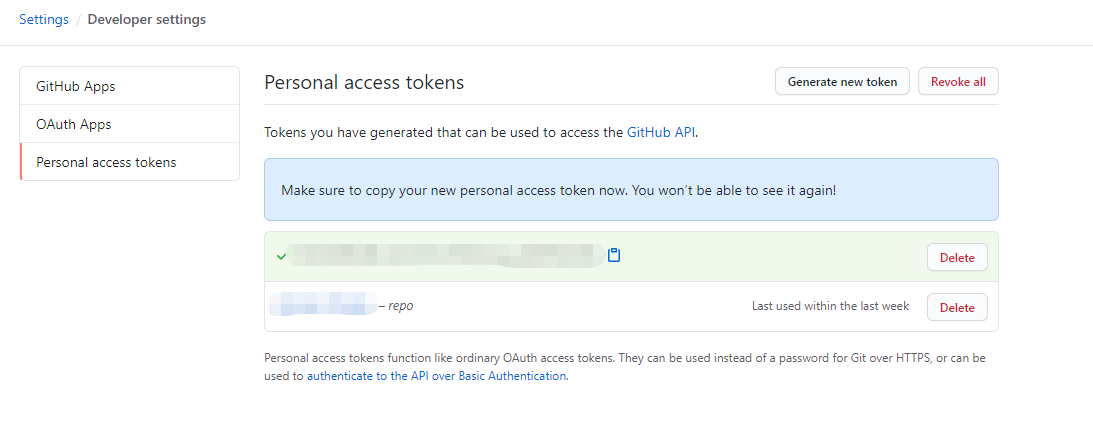 Settings / Developer settings
GitHub Apps
OAuth Apps
Personal access tokens
Personal access tokens
Generate new token
Revoke all
Tokens you have generated that can be used to access the GitHub API.
Make sure to copy your new personal access token now. You won’t be able to see it again!
Delete
– repo
Last used within the last week
Delete
Personal access tokens function like ordinary OAuth access tokens. They can be used instead of a password for Git over HTTPS, or can be
used to authenticate to the API over Basic Authentication.